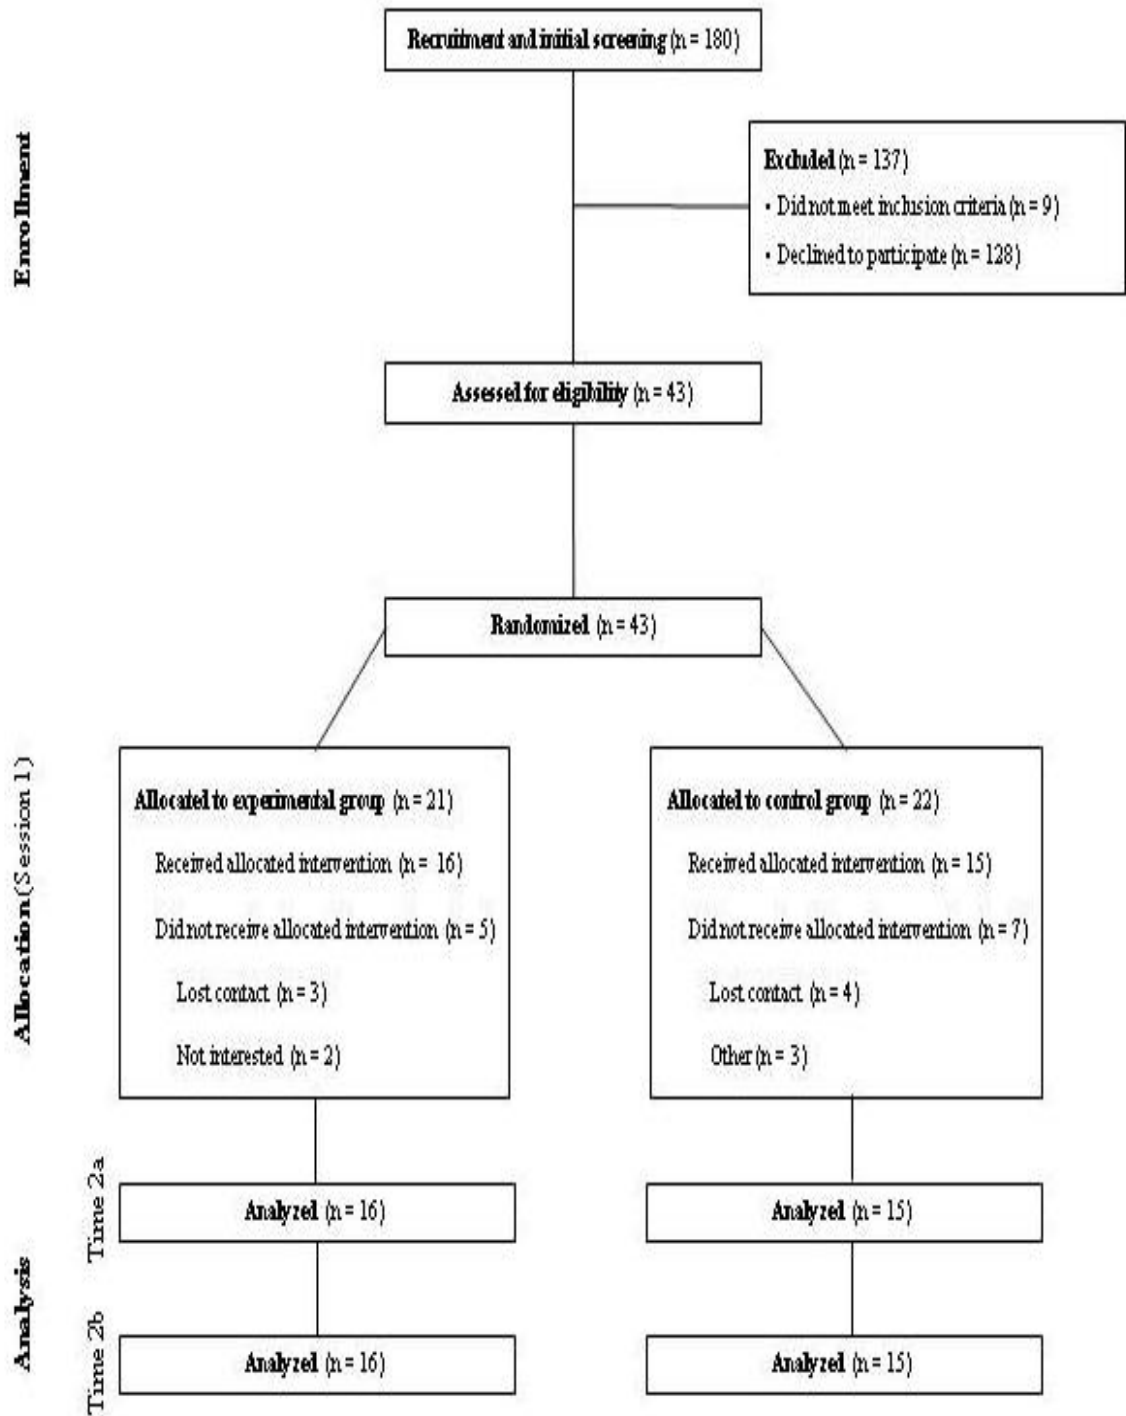 Recruitment and initial screening (n = 180)
Enrollment
Excluded (n = 137)
• Did not meet inclusion criteria (n = 9)
• Declined to participate (n = 128)
Assessed for eligibility (n = 43)
Randomized (n = 43)
Allocation (Session 1)
Allocated to experimental group (n = 21)
Received allocated intervention (n = 16)
Did not receive allocated intervention (n = 5)
Lost contact (n = 3)
Not interested (n = 2)
Allocated to control group (n = 22)
Received allocated intervention (n = 15)
Did not receive allocated intervention (n = 7)
Lost contact (n = 4)
Other (n = 3)
Analysis
Time 2a
Analyzed (n = 16)
Analyzed (n = 15)
Time 2b
Analyzed (n = 16)
Analyzed (n = 15)